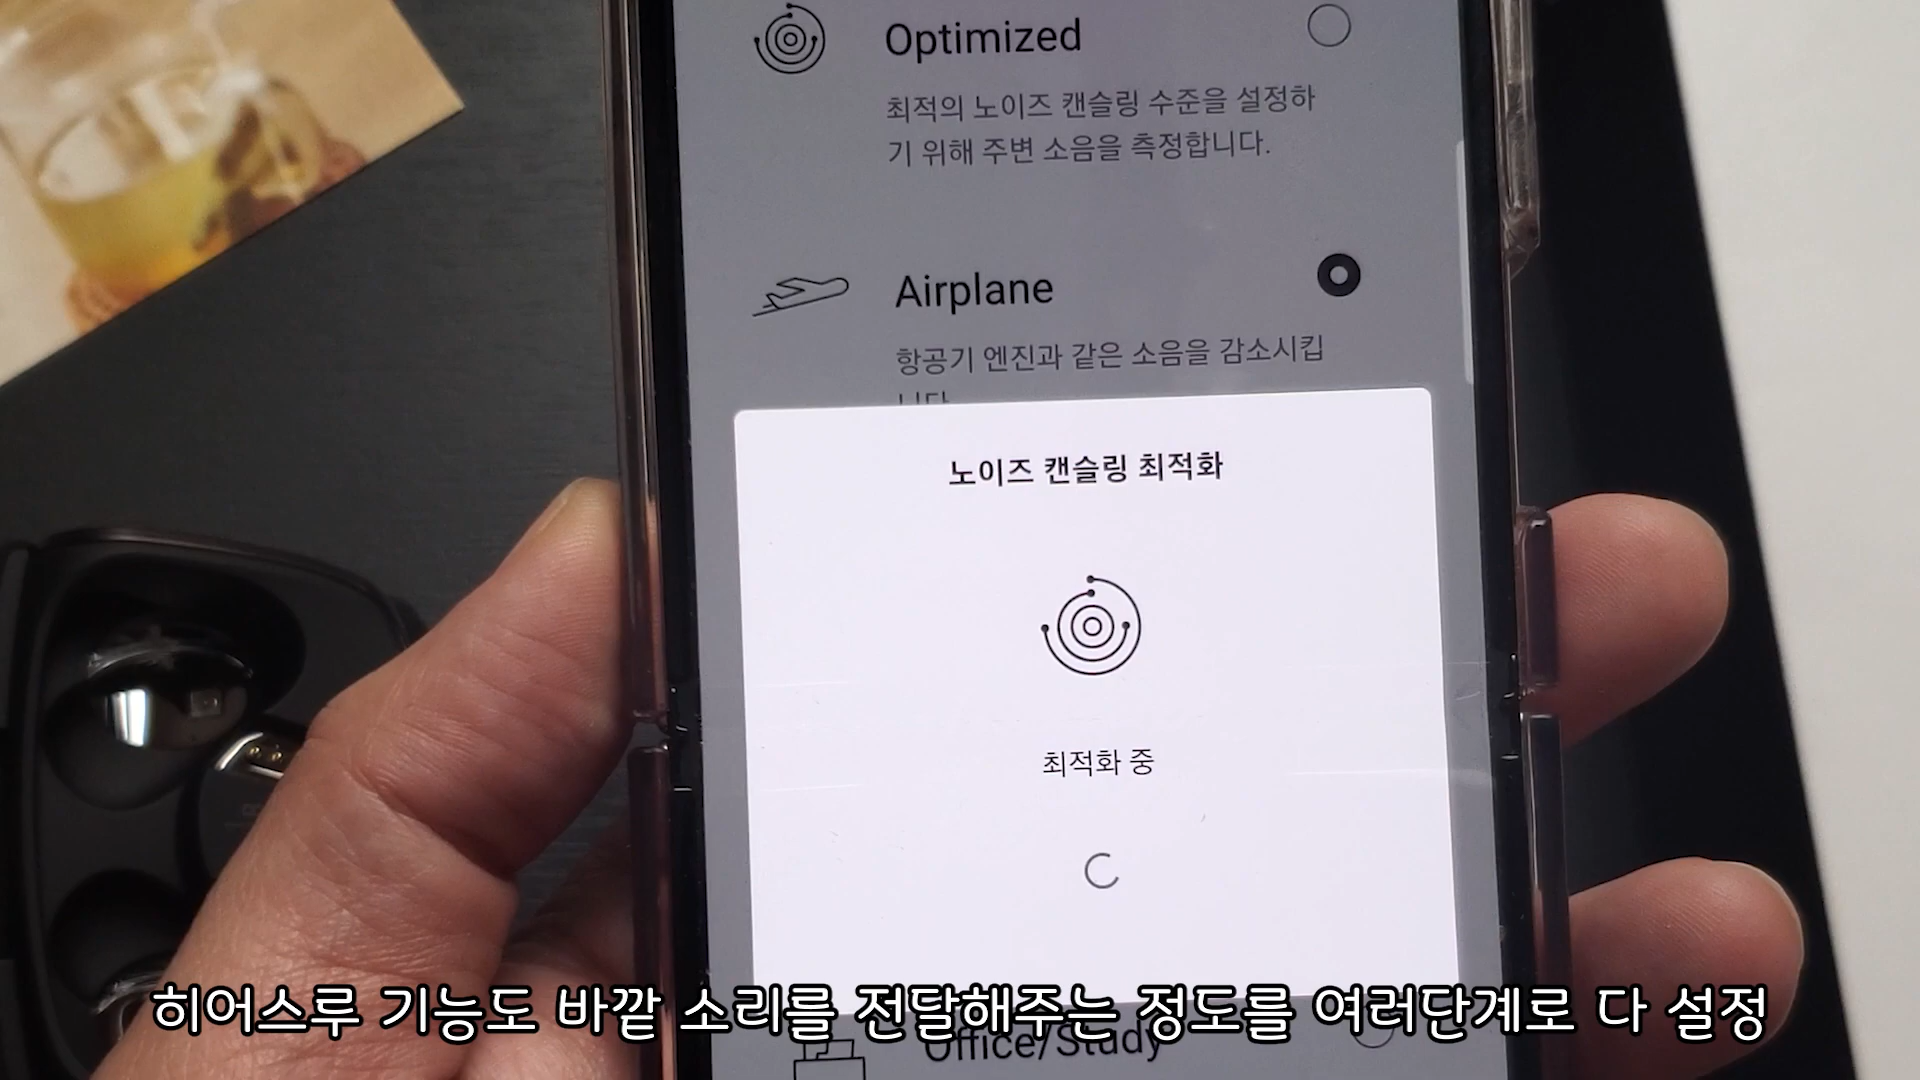 Optimized
최적의 노이즈 캔슬링 수준을 설정하
기 위해 주변 소음을 측정합니다.
Airplane
항공기 엔진과 같은 소음을 감소시킵
니다.
노이즈 캔슬링 최적화
최적화 중
히어스루 기능도 바깥 소리를 전달해주는 정도를 여러단계로 다 설정
Office/Study